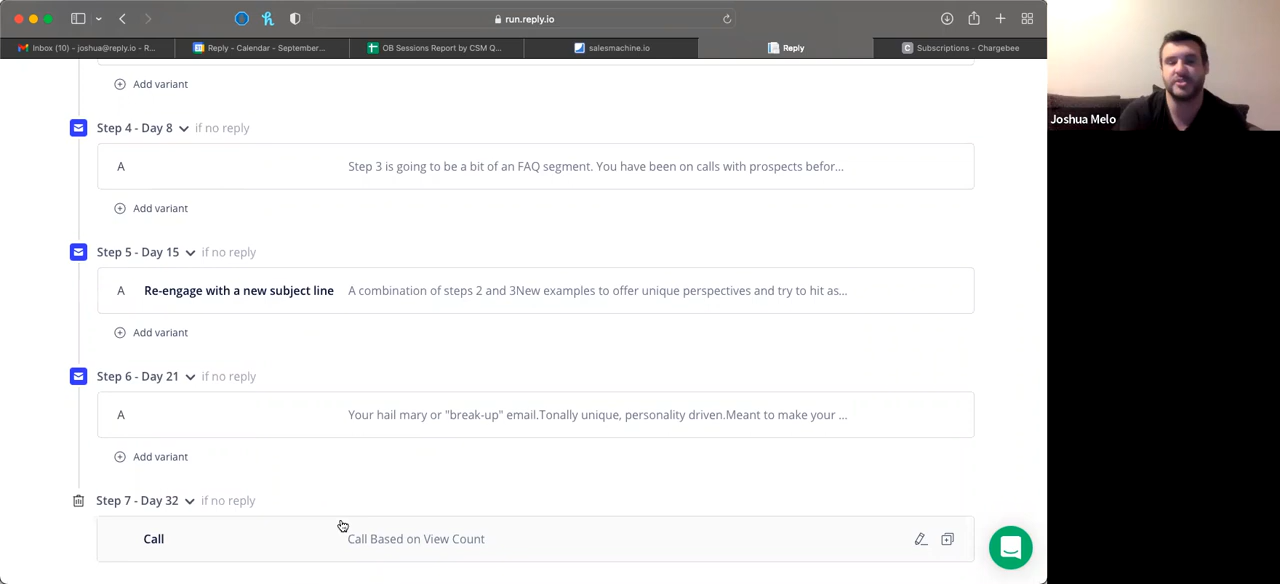 run.reply.io
Inbox (10) - joshua@reply.io - R...
Reply - Calendar - September...
OB Sessions Report by CSM Q...
salesmachine.io
Reply
Subscriptions - Chargebee
Add variant
Step 4 - Day 8 if no reply
A Step 3 is going to be a bit of an FAQ segment. You have been on calls with prospects befor...
Add variant
Step 5 - Day 15 if no reply
A Re-engage with a new subject line A combination of steps 2 and 3New examples to offer unique perspectives and try to hit as...
Add variant
Step 6 - Day 21 if no reply
A Your hail mary or "break-up" email.Tonally unique, personality driven.Meant to make your ...
Add variant
Step 7 - Day 32 if no reply
Call Call Based on View Count
Joshua Melo